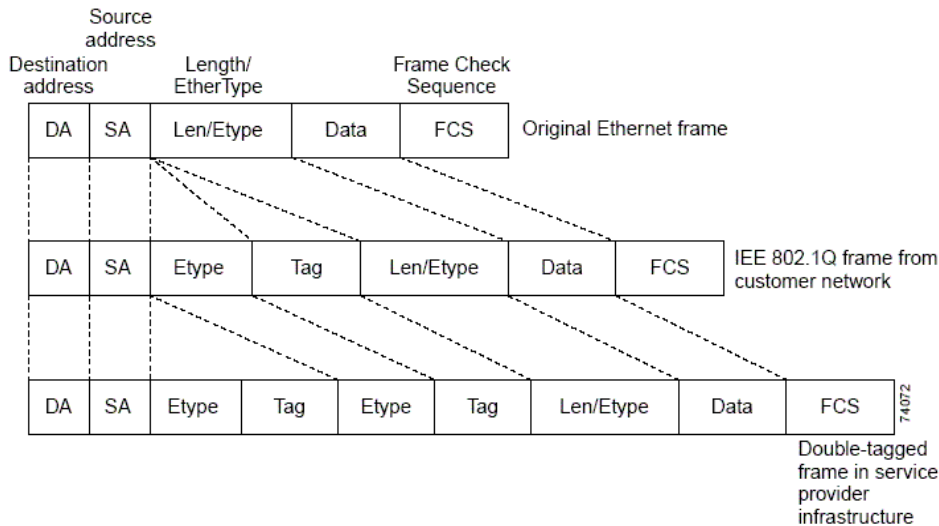 Source
address
Destination
address
Length/
EtherType
Frame Check
Sequence
DA SA Len/Etype Data FCS
Original Ethernet frame
DA SA Etype Tag Len/Etype Data FCS
IEE 802.1Q frame from
customer network
DA SA Etype Tag Etype Tag Len/Etype Data FCS
74072
Double-tagged
frame in service
provider
infrastructure